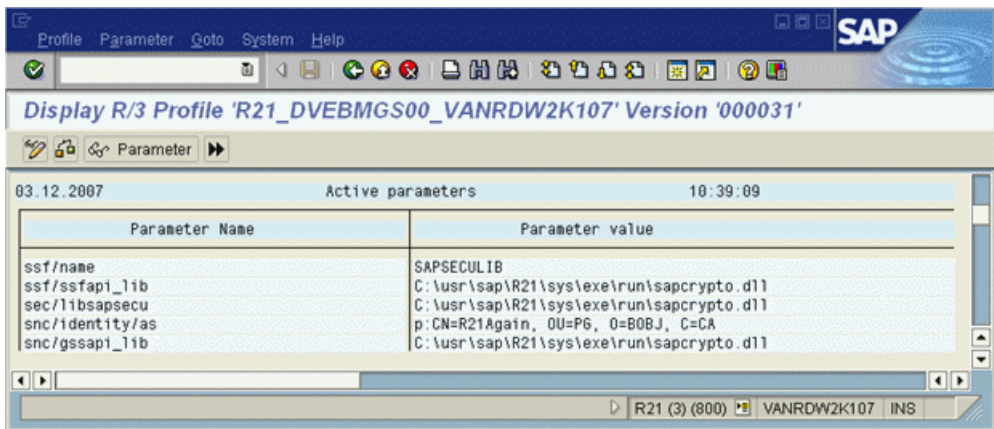 Profile Parameter Goto System Help
SAP
Display R/3 Profile 'R21_DVEBMGS00_VANRDW2K107' Version '000031'
Parameter
03.12.2007 Active parameters 10:39:09
Parameter Name Parameter value
ssf/name SAPSECULIB
ssf/ssfapi_lib C:\usr\sap\R21\sys\exe\run\sapcrypto.dll
sec/libsapsecu C:\usr\sap\R21\sys\exe\run\sapcrypto.dll
snc/identity/as p:CN=R21Again, OU=PG, O=BOBJ, C=CA
snc/gssapi_lib C:\usr\sap\R21\sys\exe\run\sapcrypto.dll
R21 (3) (800) VANRDW2K107 INS